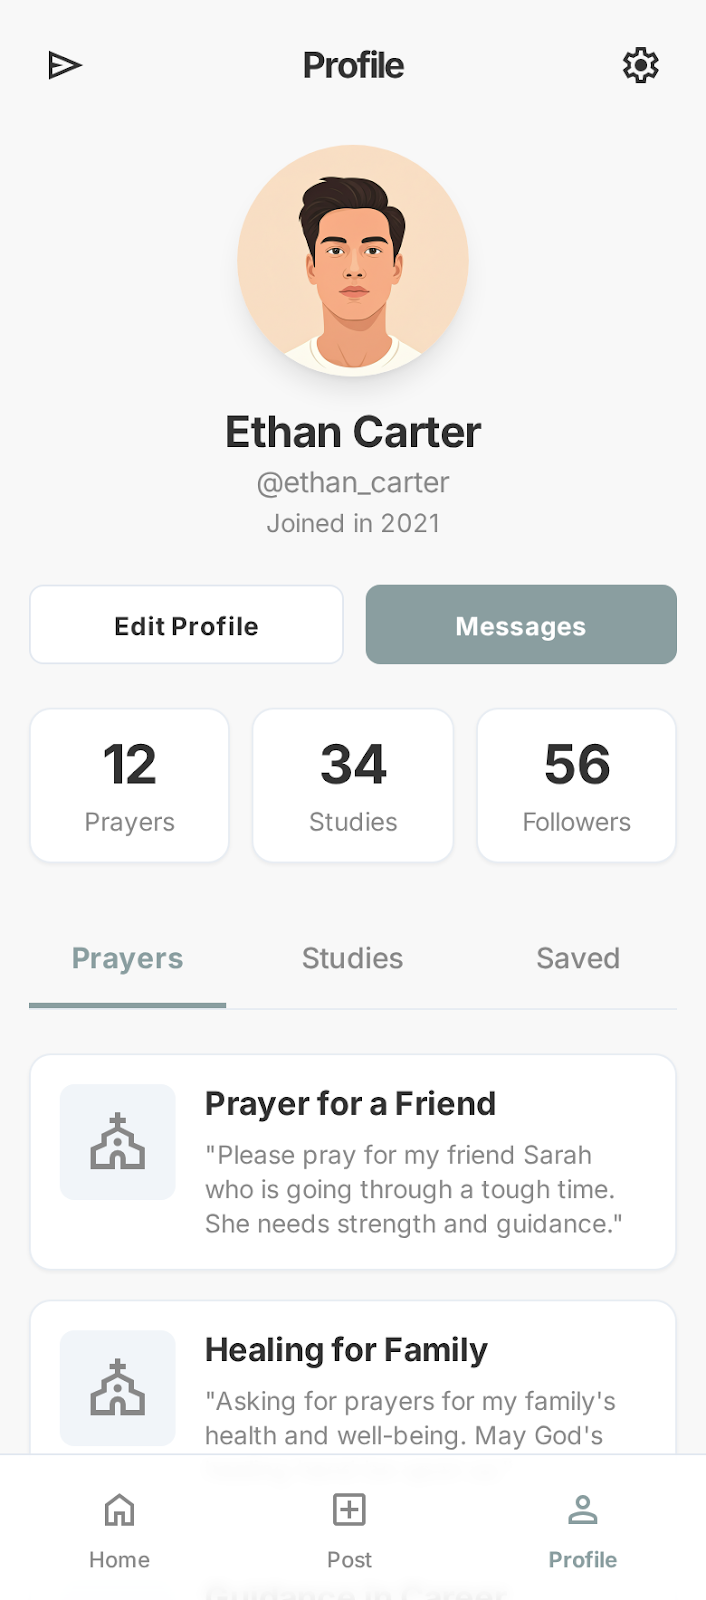 Profile
Ethan Carter
@ethan_carter
Joined in 2021
Edit Profile
Messages
12
Prayers
34
Studies
56
Followers
Prayers
Studies
Saved
Prayer for a Friend
"Please pray for my friend Sarah
who is going through a tough time.
She needs strength and guidance."
Healing for Family
"Asking for prayers for my family's
health and well-being. May God's
Home
Post
Profile
Guidance in Career